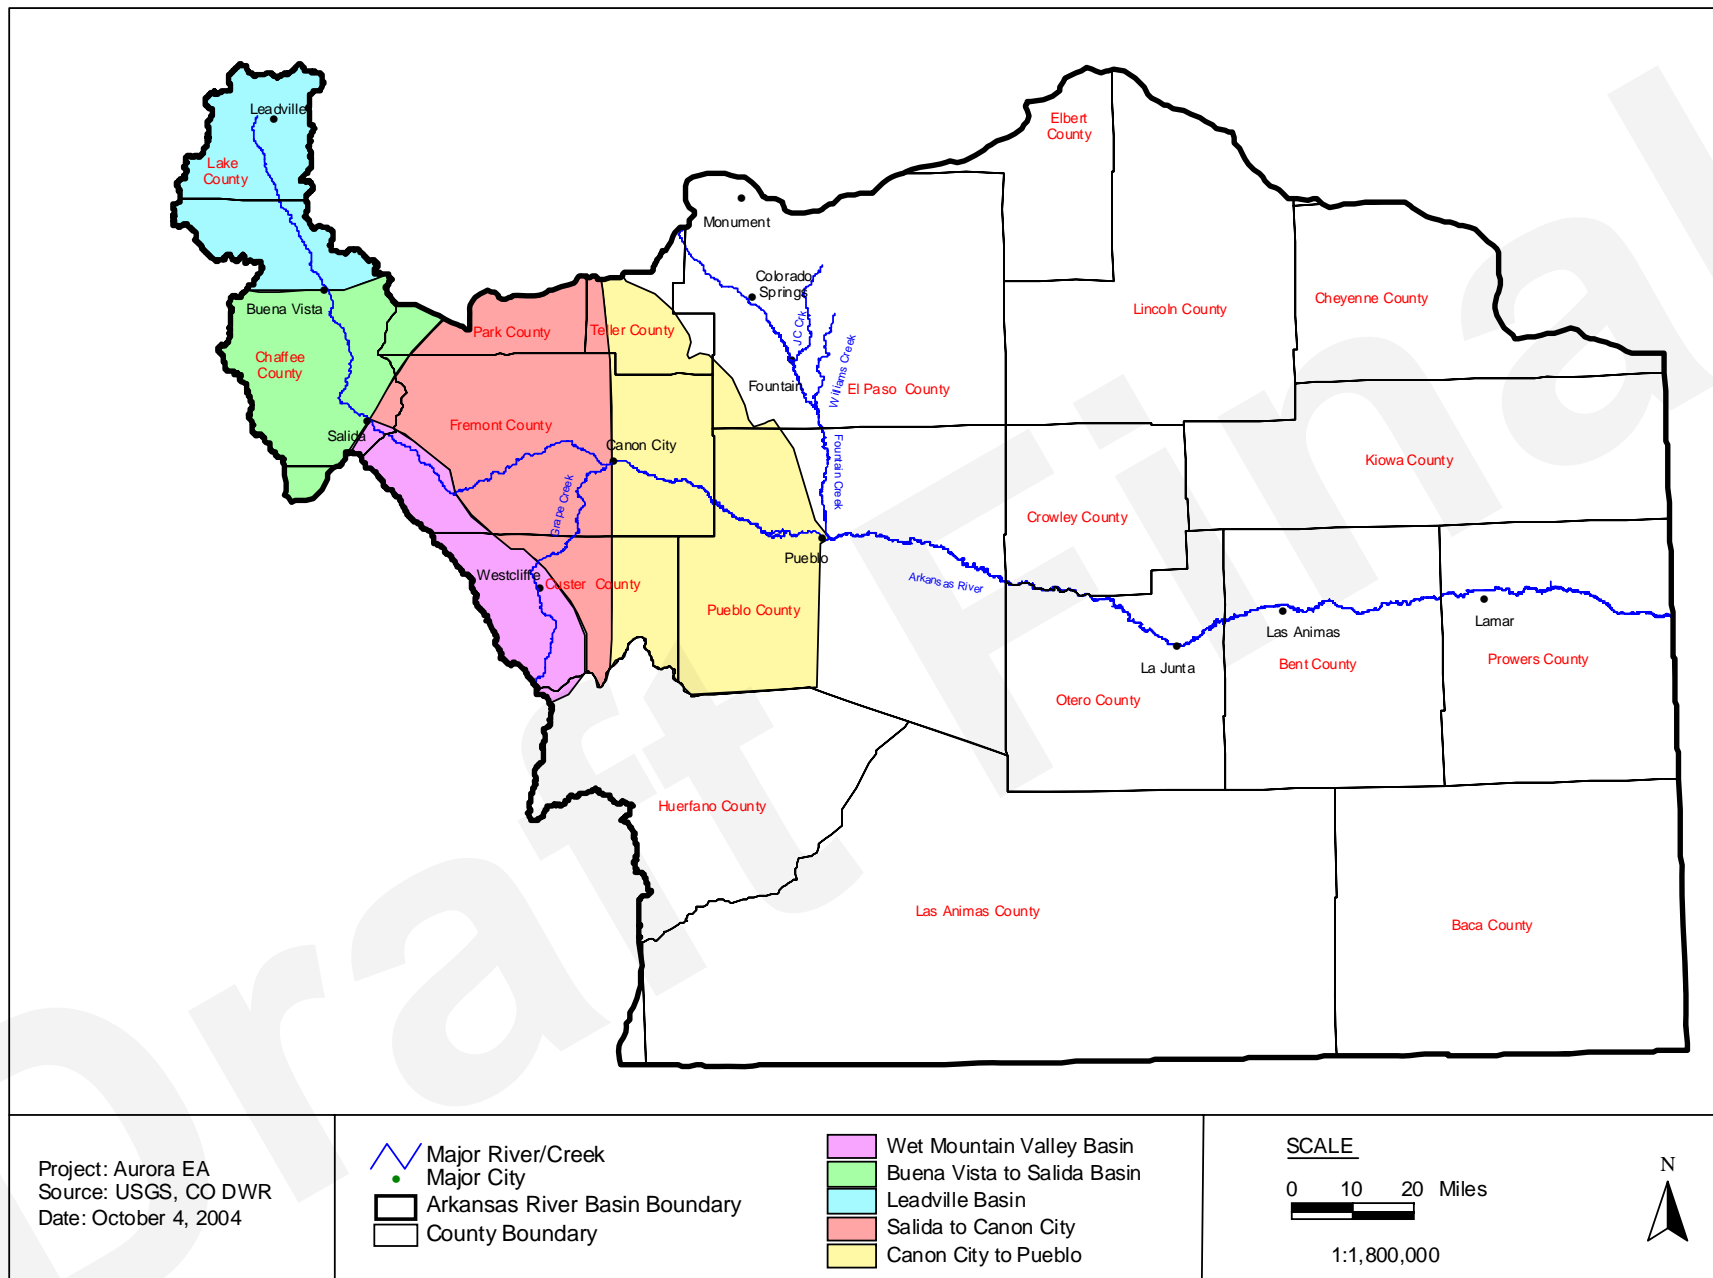 Leadville
Lake
County
Elbert
County
Monument
Colorado
Springs
JC Crk
Williams Creek
Fountain
El Paso County
Lincoln County
Cheyenne County
Buena Vista
Chaffee
County
Park County
Teller County
Salida
Fremont County
Canon City
Fountain Creek
Kiowa County
Grape Creek
Crowley County
Pueblo
Westcliffe
Custer County
Pueblo County
Arkansas River
Las Animas
Lamar
La Junta
Bent County
Prowers County
Otero County
Huerfano County
Las Animas County
Baca County
Draft Final
Project: Aurora EA
Source: USGS, CO DWR
Date: October 4, 2004
Major River/Creek
Major City
Arkansas River Basin Boundary
County Boundary
Wet Mountain Valley Basin
Buena Vista to Salida Basin
Leadville Basin
Salida to Canon City
Canon City to Pueblo
SCALE
0 10 20 Miles
1:1,800,000
N